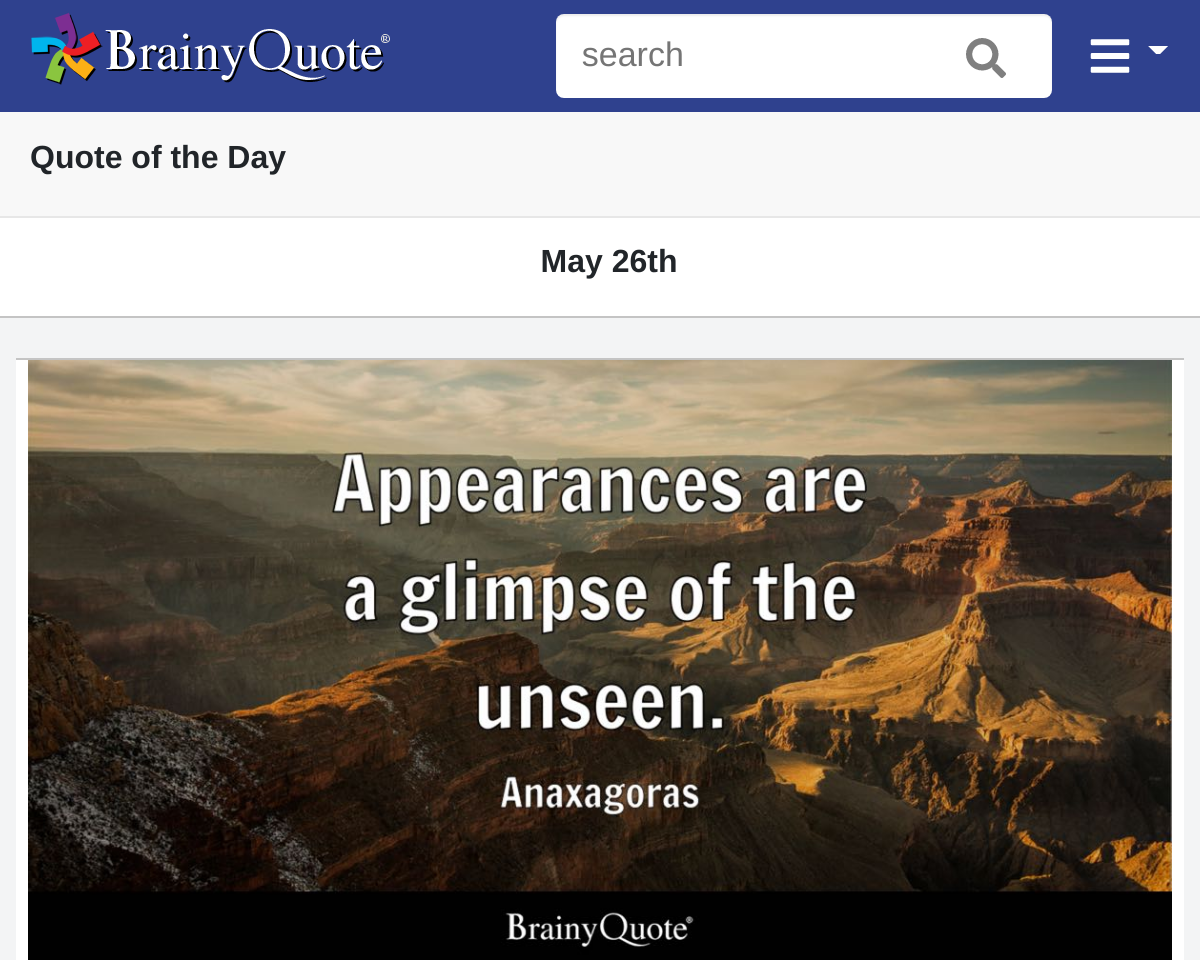 BrainyQuote®
search
Quote of the Day
May 26th
Appearances are
a glimpse of the
unseen.
Anaxagoras
BrainyQuote®